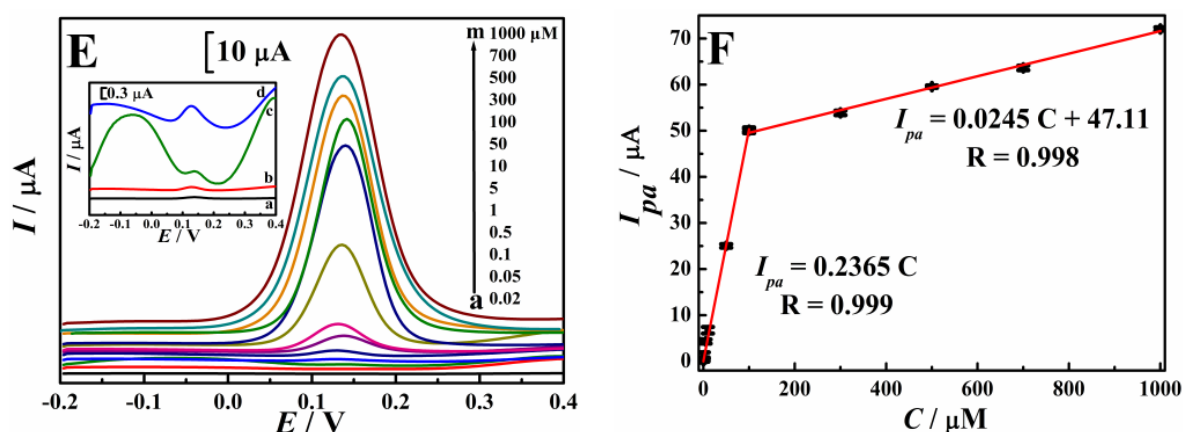 E
[10 µA
m 1000 µM
700
500
300
100
50
10
5
1
0.5
0.1
0.05
a 0.02
I / µA
-0.2 -0.1 0.0 0.1 0.2 0.3 0.4
E / V
[0.3 µA
d
c
b
a
I / µA
-0.2 -0.1 0.0 0.1 0.2 0.3 0.4
E / V
F
70
60
50
40
30
20
10
0
I pa / µA
I pa = 0.0245 C + 47.11
R = 0.998
I pa = 0.2365 C
R = 0.999
0 200 400 600 800 1000
C / µM